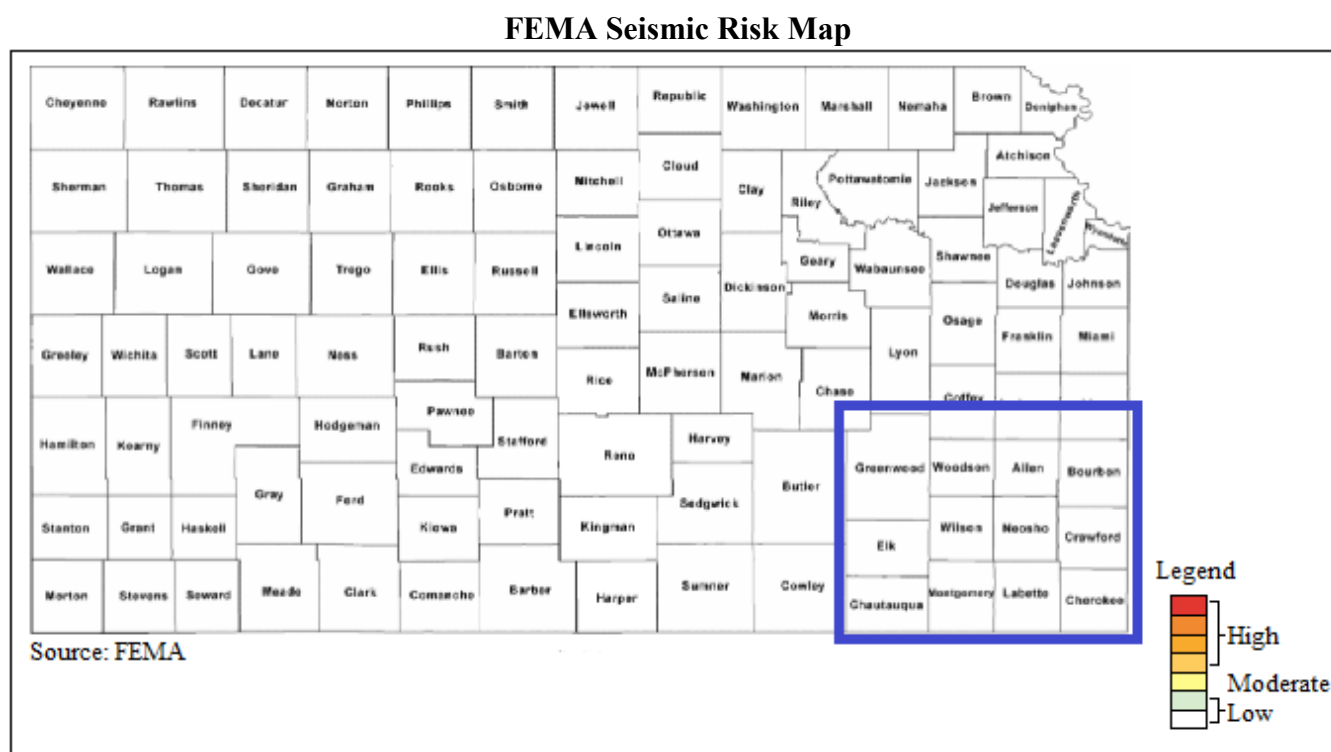 FEMA Seismic Risk Map
Cheyenne Rawlins Decatur Norton Phillips Smith Jewell Republic Washington Marshall Nemaha Brown Doniphan
Atchison
Sherman Thomas Sheridan Graham Rooks Osborne Mitchell Cloud Clay Riley Pottawatomie Jackson
Jefferson Leavenworth Wyandotte
Wallace Logan Gove Trego Ellis Russell Lincoln Ottawa Geary Wabaunsee Shawnee
Douglas Johnson
Ellsworth Saline Dickinson Morris Osage
Franklin Miami
Greeley Wichita Scott Lane Ness Rush Barton Rice McPherson Marion Chase Lyon
Coffey
Hamilton Kearny Finney Hodgeman Pawnee Stafford Reno Harvey
Edwards Butler Greenwood Woodson Allen Bourbon
Gray Ford Sedgwick
Stanton Grant Haskell Kiowa Pratt Kingman Elk Wilson Neosho Crawford
Morton Stevens Seward Meade Clark Comanche Barber Harper Sumner Cowley Chautauqua Montgomery Labette Cherokee
Source: FEMA
Legend
High
Moderate
Low